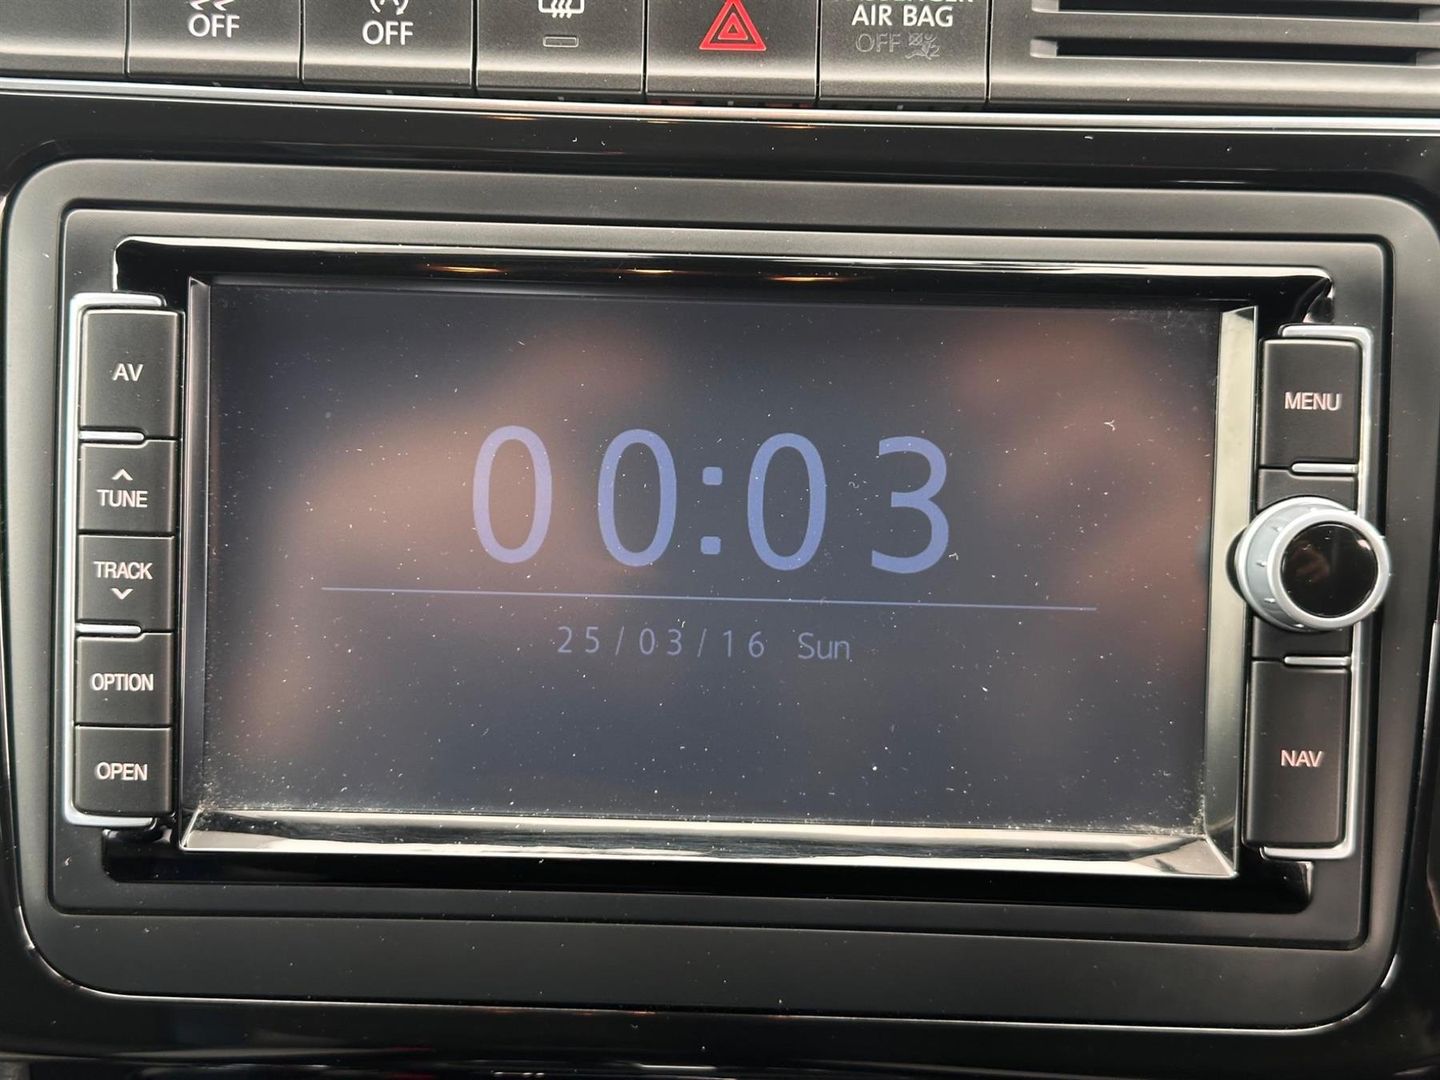 OFF
OFF
AIR BAG
OFF
AV
TUNE
TRACK
OPTION
OPEN
00:03
25/03/16 Sun
MENU
NAV